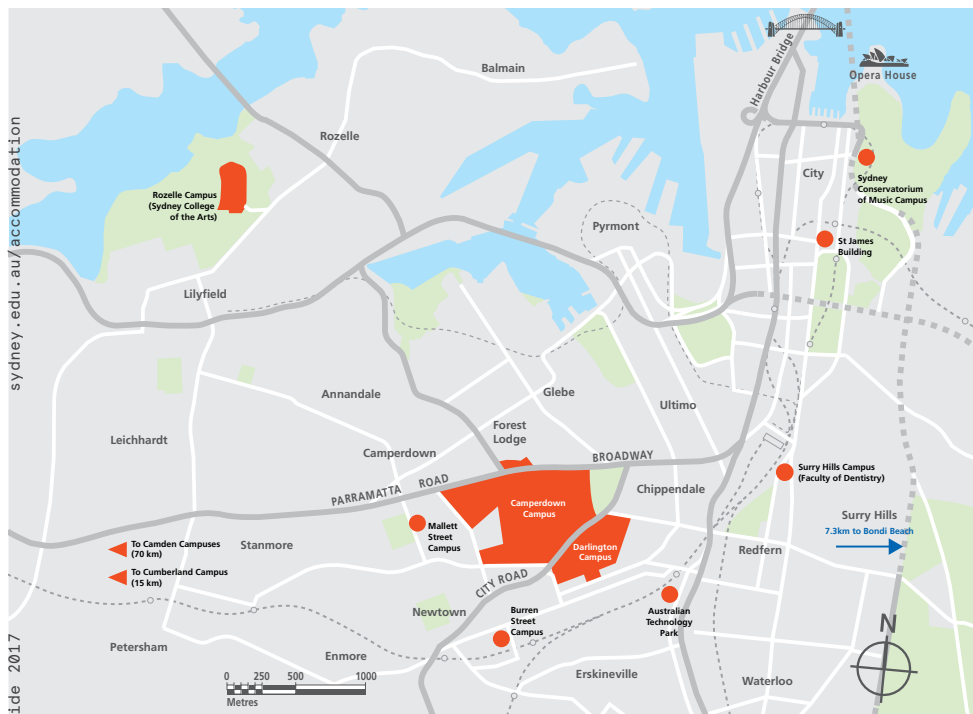 sydney.edu.au/accommodation
ide 2017
Harbour Bridge
Opera House
Balmain
Rozelle
City
Sydney
Conservatorium
of Music Campus
Rozelle Campus
(Sydney College
of the Arts)
Pyrmont
St James
Building
Lilyfield
Annandale
Glebe
Ultimo
Forest
Lodge
Leichhardt
Camperdown
BROADWAY
PARRAMATTA ROAD
Chippendale
Surry Hills Campus
(Faculty of Dentistry)
Camperdown
Campus
Surry Hills
7.3km to Bondi Beach
Mallett
Street
Campus
To Camden Campuses
(70 km)
Stanmore
Darlington
Campus
Redfern
To Cumberland Campus
(15 km)
CITY ROAD
Newtown
Burren
Street
Campus
Australian
Technology
Park
N
Petersham
Enmore
Erskineville
Waterloo
0 250 500 1000
Metres